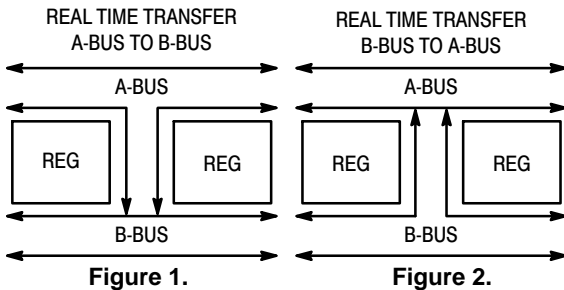 REAL TIME TRANSFER
A-BUS TO B-BUS
A-BUS
REG
REG
B-BUS
Figure 1.
REAL TIME TRANSFER
B-BUS TO A-BUS
A-BUS
REG
REG
B-BUS
Figure 2.